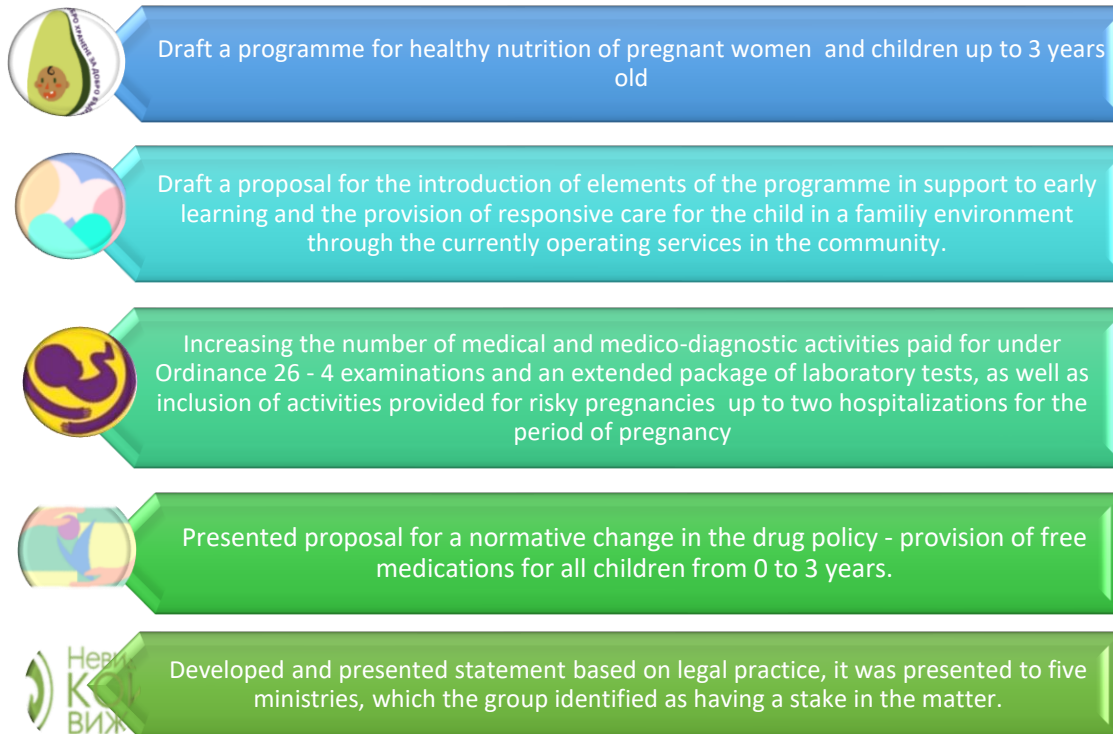 РО ХРАНЕНЕ ЗА ДОБРО БЪД
Draft a programme for healthy nutrition of pregnant women and children up to 3 years
old
Draft a proposal for the introduction of elements of the programme in support to early
learning and the provision of responsive care for the child in a familiy environment
through the currently operating services in the community.
Increasing the number of medical and medico-diagnostic activities paid for under
Ordinance 26 - 4 examinations and an extended package of laboratory tests, as well as
inclusion of activities provided for risky pregnancies up to two hospitalizations for the
period of pregnancy
Presented proposal for a normative change in the drug policy - provision of free
medications for all children from 0 to 3 years.
Неви
ВИЖ
Developed and presented statement based on legal practice, it was presented to five
ministries, which the group identified as having a stake in the matter.